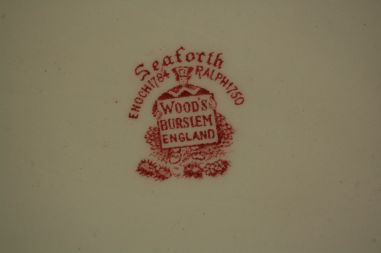 Seaforth
ENOCH 1784 RALPH 1750
WOOD'S
BURSLEM
ENGLAND